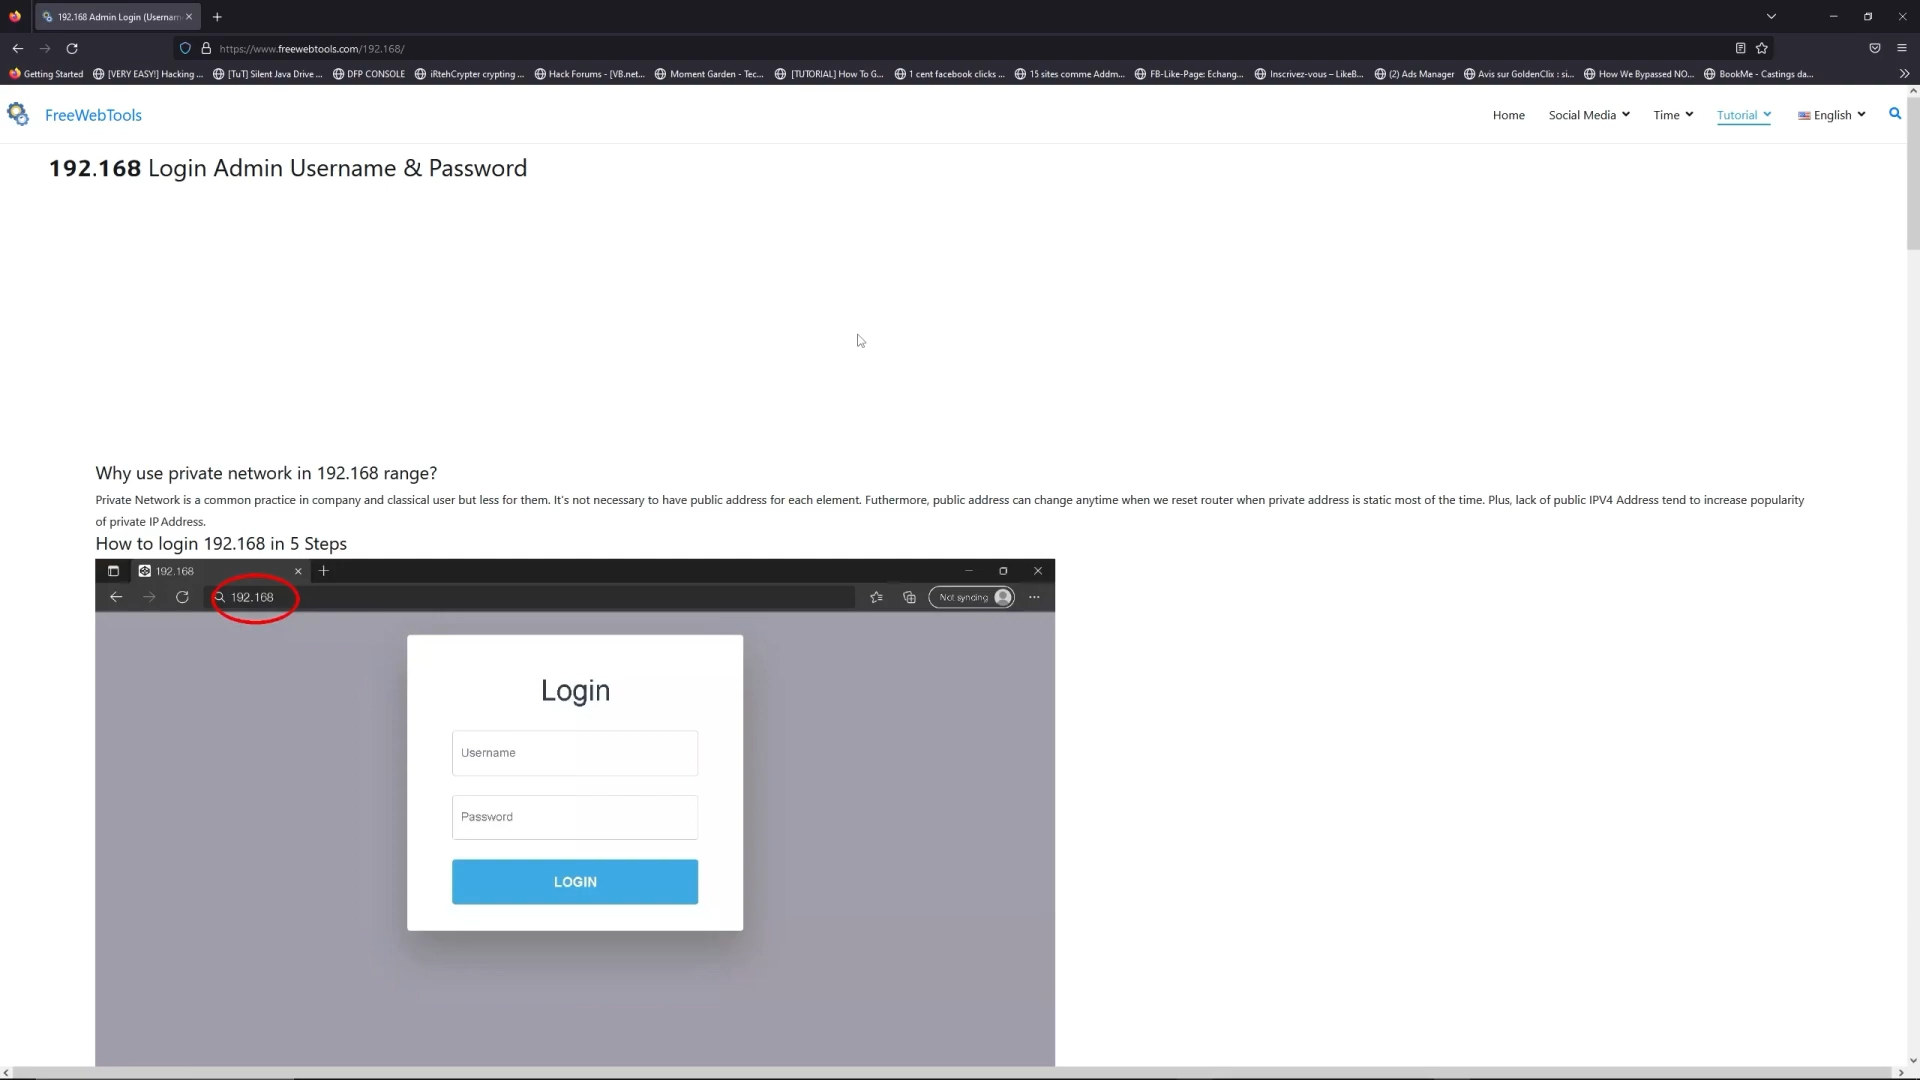 192.168 Admin Login (Usernam
https://www.freewebtools.com/192.168/
Getting Started
[VERY EASY!] Hacking ...
[TuT] Silent Java Drive ...
DFP CONSOLE
iRtehCrypter crypting ...
Hack Forums - [VB.net...
Moment Garden - Tec...
[TUTORIAL] How To G...
1 cent facebook clicks ...
15 sites comme Addm...
FB-Like-Page: Echang...
Inscrivez-vous – LikeB...
(2) Ads Manager
Avis sur GoldenClix : si...
How We Bypassed NO...
BookMe - Castings da...
FreeWebTools
Home
Social Media
Time
Tutorial
English
192.168 Login Admin Username & Password
Why use private network in 192.168 range?
Private Network is a common practice in company and classical user but less for them. It's not necessary to have public address for each element. Futhermore, public address can change anytime when we reset router when private address is static most of the time. Plus, lack of public IPV4 Address tend to increase popularity
of private IP Address.
How to login 192.168 in 5 Steps
192.168
192.168
Not syncing
Login
Username
Password
LOGIN